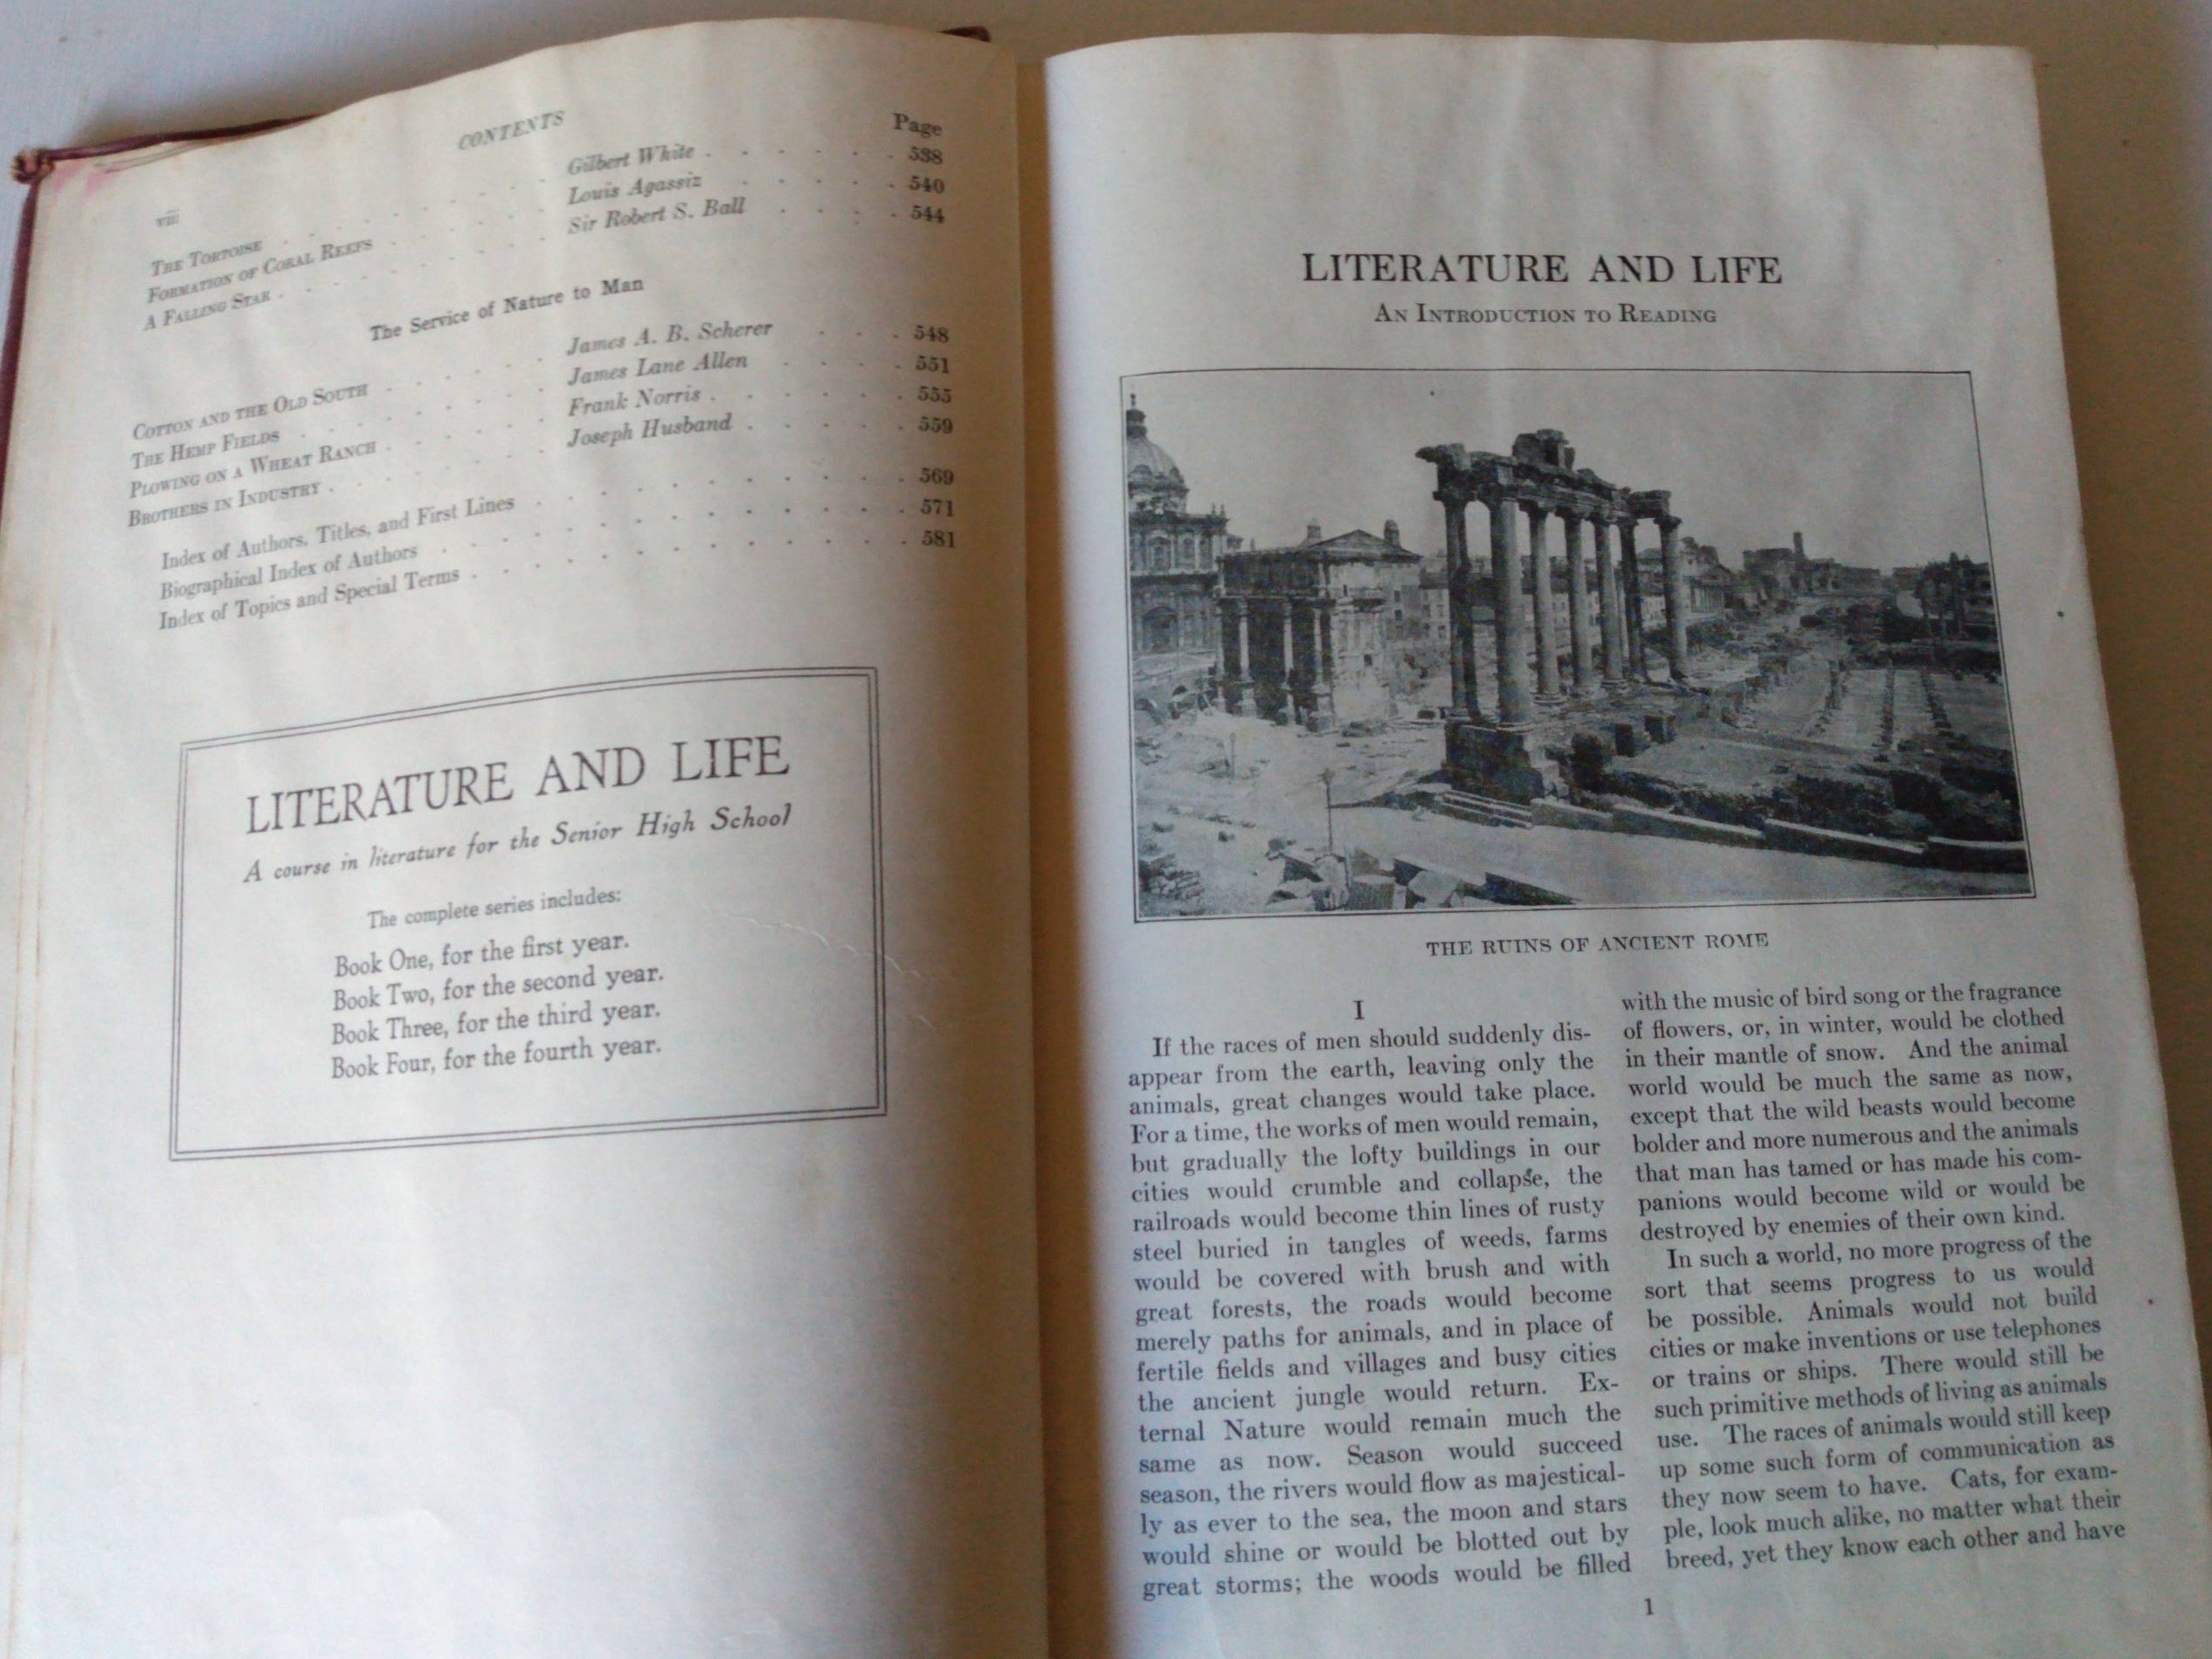 viii
CONTENTS
Page
THE TORTOISE . . . . . . . . Gilbert White . . . . . . 538
FORMATION OF CORAL REEFS . . . . . Louis Agassiz . . . . . 540
A FALLING STAR . . . . . . . . Sir Robert S. Ball . . . . 544
The Service of Nature to Man
COTTON AND THE OLD SOUTH . . . . . James A. B. Scherer . . . 548
THE HEMP FIELDS . . . . . . . James Lane Allen . . . . 551
PLOWING ON A WHEAT RANCH . . . . . Frank Norris . . . . . . 555
BROTHERS IN INDUSTRY . . . . . . Joseph Husband . . . . . 559
Index of Authors, Titles, and First Lines . . . . . . . . . . 569
Biographical Index of Authors . . . . . . . . . . . . 571
Index of Topics and Special Terms . . . . . . . . . . . 581
LITERATURE AND LIFE
A course in literature for the Senior High School
The complete series includes:
Book One, for the first year.
Book Two, for the second year.
Book Three, for the third year.
Book Four, for the fourth year.
LITERATURE AND LIFE
AN INTRODUCTION TO READING
THE RUINS OF ANCIENT ROME
I
If the races of men should suddenly dis-
appear from the earth, leaving only the
animals, great changes would take place.
For a time, the works of men would remain,
but gradually the lofty buildings in our
cities would crumble and collapse, the
railroads would become thin lines of rusty
steel buried in tangles of weeds, farms
would be covered with brush and with
great forests, the roads would become
merely paths for animals, and in place of
fertile fields and villages and busy cities
the ancient jungle would return. Ex-
ternal Nature would remain much the
same as now. Season would succeed
season, the rivers would flow as majestical-
ly as ever to the sea, the moon and stars
would shine or would be blotted out by
great storms; the woods would be filled
with the music of bird song or the fragrance
of flowers, or, in winter, would be clothed
in their mantle of snow. And the animal
world would be much the same as now,
except that the wild beasts would become
bolder and more numerous and the animals
that man has tamed or has made his com-
panions would become wild or would be
destroyed by enemies of their own kind.
In such a world, no more progress of the
sort that seems progress to us would
be possible. Animals would not build
cities or make inventions or use telephones
or trains or ships. There would still be
such primitive methods of living as animals
use. The races of animals would still keep
up some such form of communication as
they now seem to have. Cats, for exam-
ple, look much alike, no matter what their
breed, yet they know each other and have
1